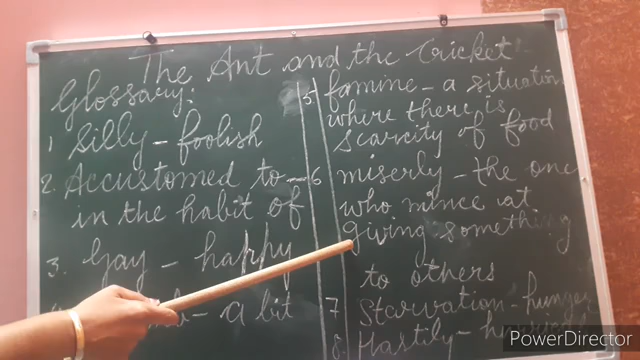 The Ant and the Cricket
Glossary:
1 Silly - foolish
2. Accustomed to -
in the habit of
3. Gay - happy
- a bit
5 famine - a situation
where there is
scarcity of food
6 miserly - the one
who mince at
giving something
to others
7 Starvation - hunger
8. Hastily -
PowerDirector